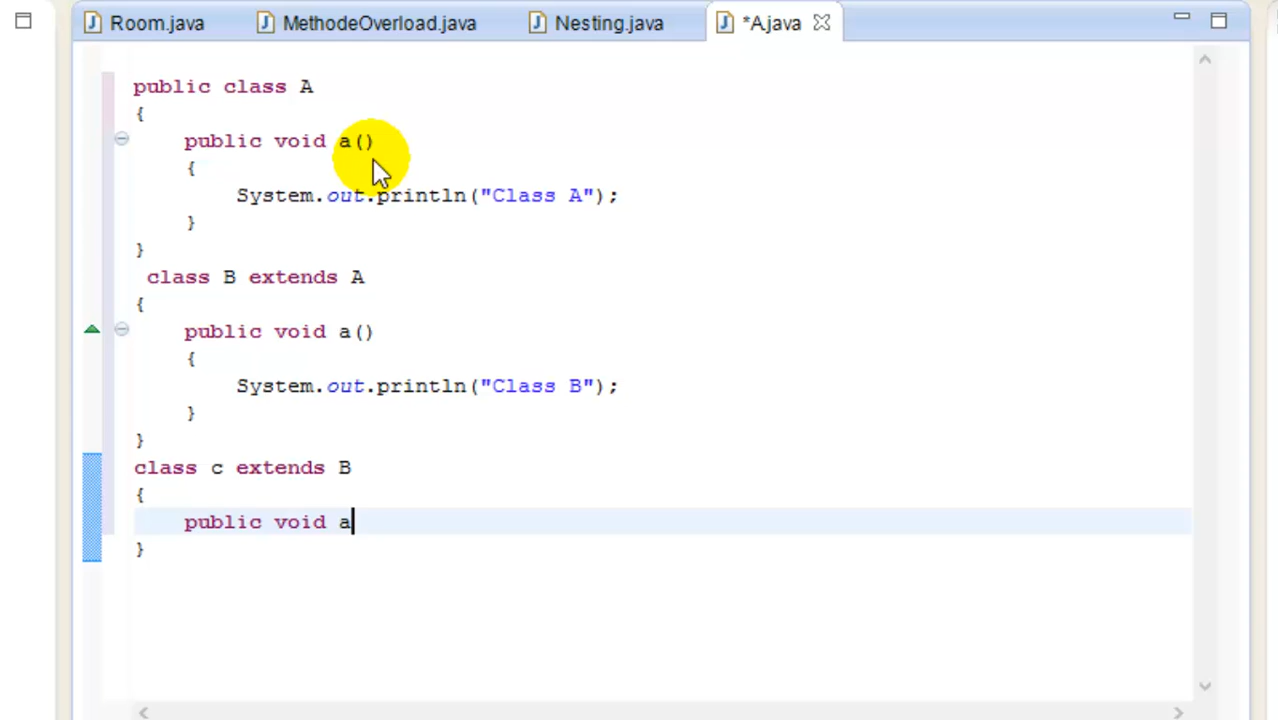 Room.java MethodeOverload.java Nesting.java *A.java
public class A
{
public void a()
{
System.out.println("Class A");
}
}
class B extends A
{
public void a()
{
System.out.println("Class B");
}
}
class c extends B
{
public void a
}